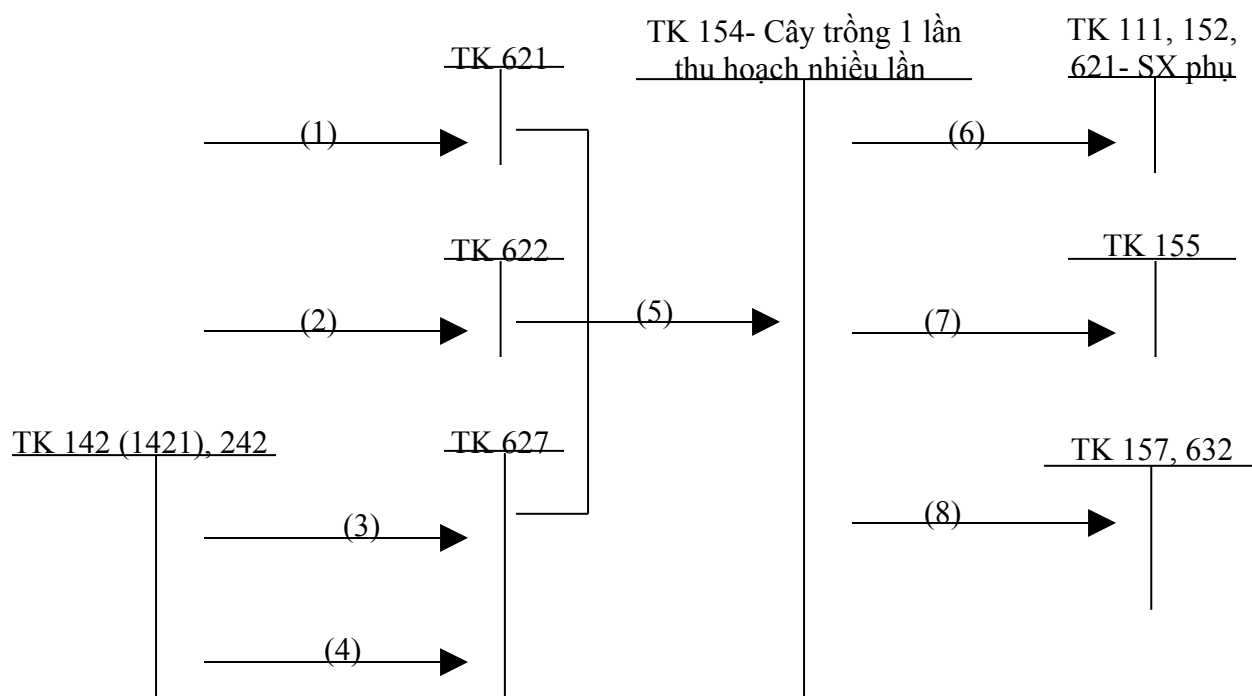 TK 154- Cây trồng 1 lần
thu hoạch nhiều lần
TK 111, 152,
621- SX phụ
TK 621
(1)
(6)
TK 622
TK 155
(2)
(5)
(7)
TK 142 (1421), 242
TK 627
TK 157, 632
(3)
(8)
(4)